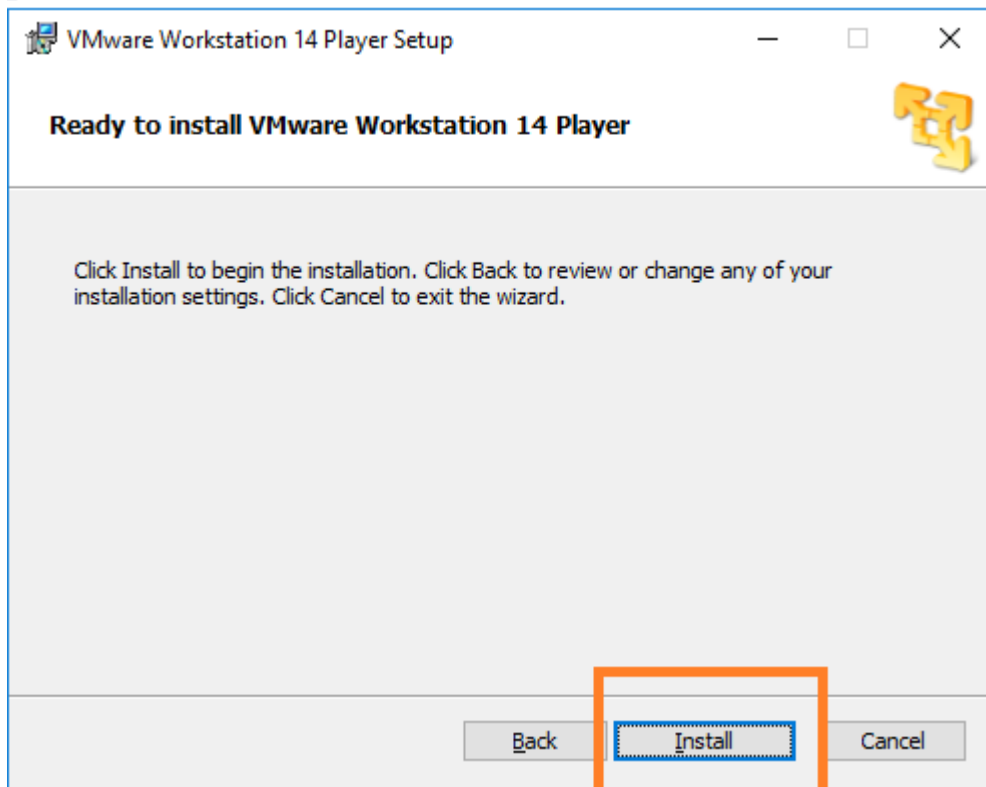 VMware Workstation 14 Player Setup
Ready to install VMware Workstation 14 Player
Click Install to begin the installation. Click Back to review or change any of your
installation settings. Click Cancel to exit the wizard.
Back Install Cancel